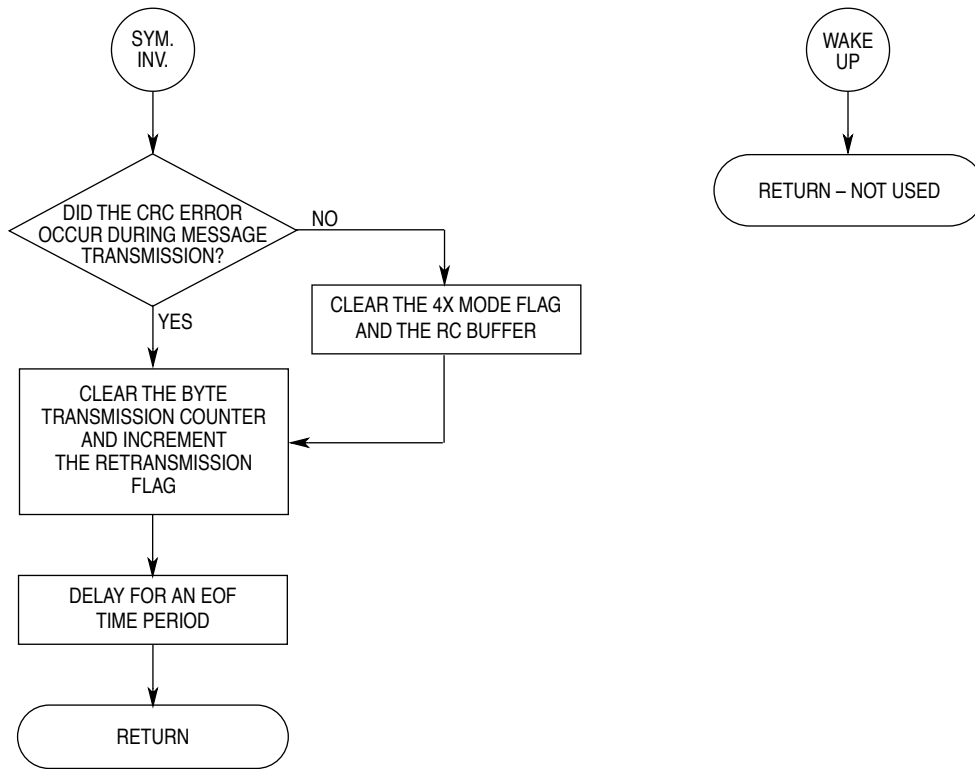 SYM.
INV.
WAKE
UP
RETURN – NOT USED
DID THE CRC ERROR
OCCUR DURING MESSAGE
TRANSMISSION?
NO
YES
CLEAR THE 4X MODE FLAG
AND THE RC BUFFER
CLEAR THE BYTE
TRANSMISSION COUNTER
AND INCREMENT
THE RETRANSMISSION
FLAG
DELAY FOR AN EOF
TIME PERIOD
RETURN